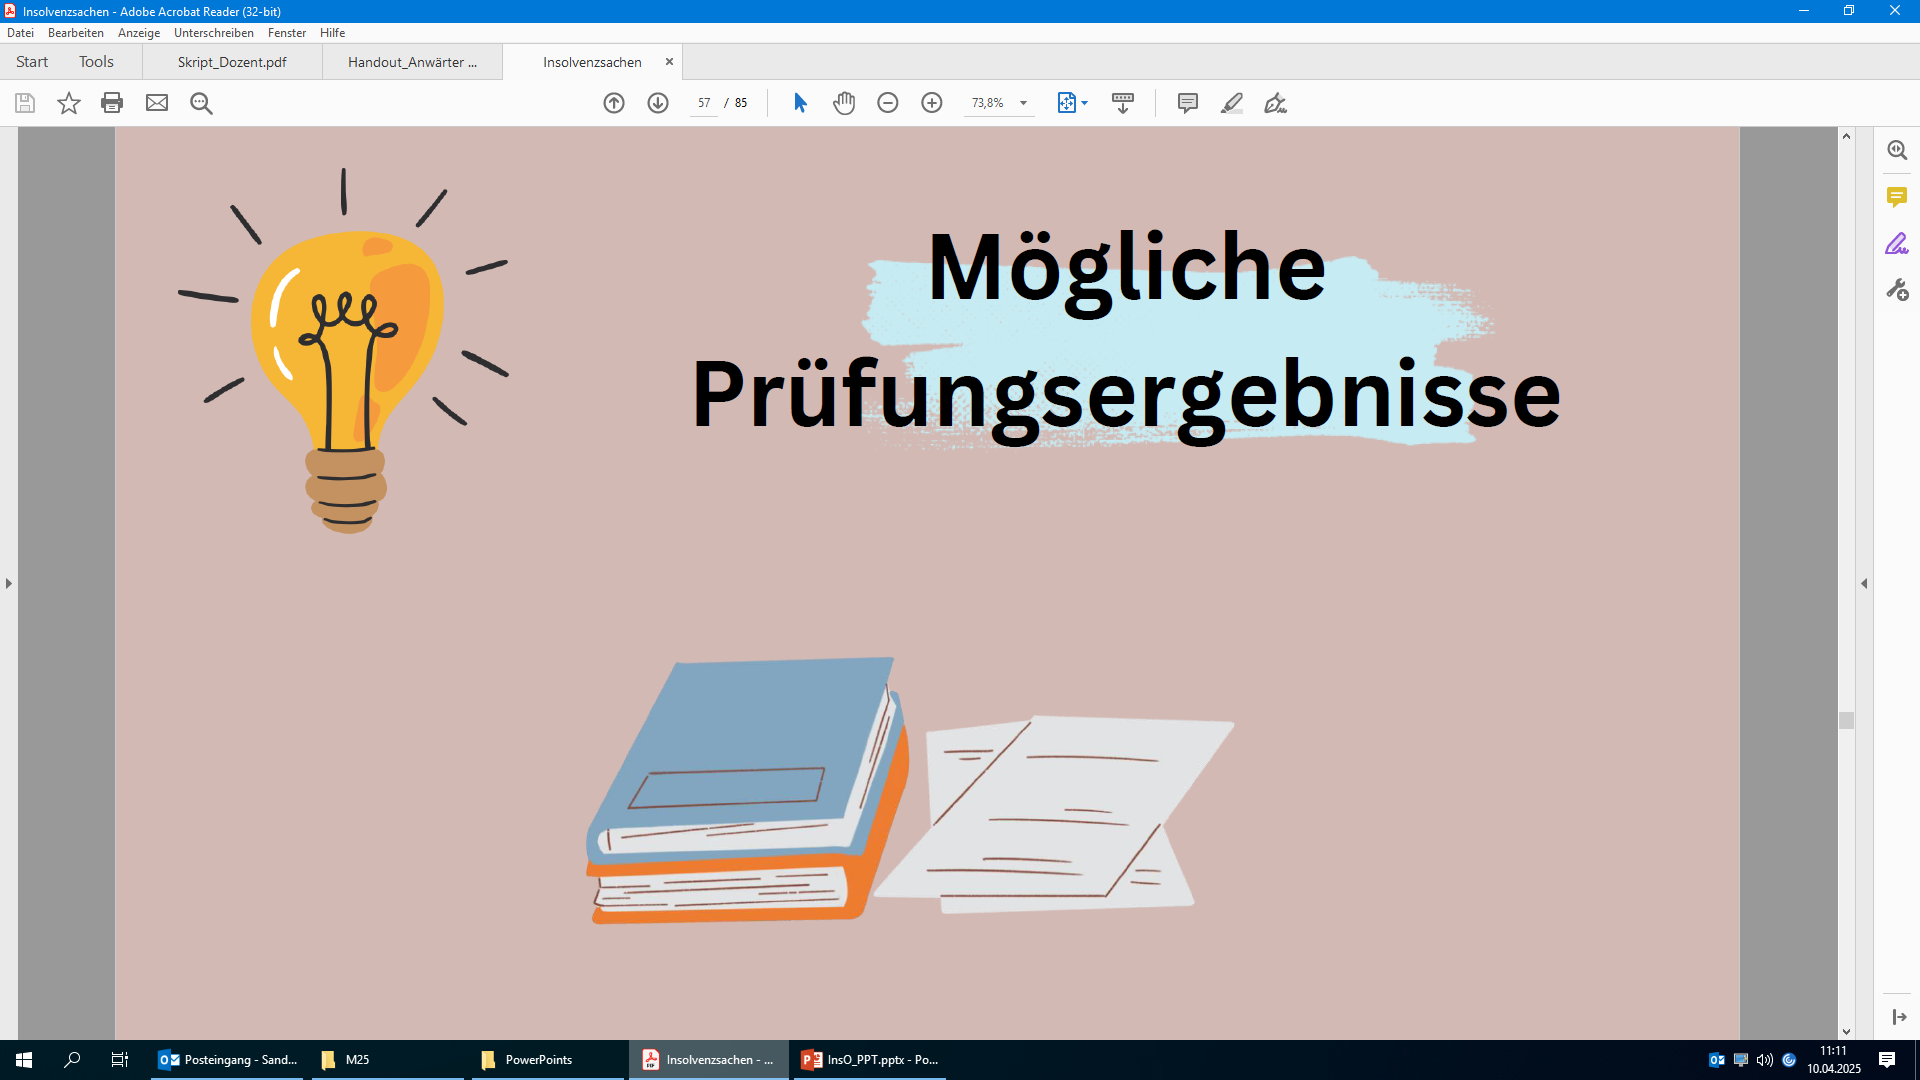 Insolvenzsachen - Adobe Acrobat Reader (32-bit)
Datei Bearbeiten Anzeige Unterschreiben Fenster Hilfe
Start Tools Skript_Dozent.pdf Handout_Anwärter ... Insolvenzsachen
57 / 85 73,8%
Mögliche
Prüfungsergebnisse
Posteingang - Sand... M25 PowerPoints Insolvenzsachen - ... InsO_PPT.pptx - Po...
11:11
10.04.2025